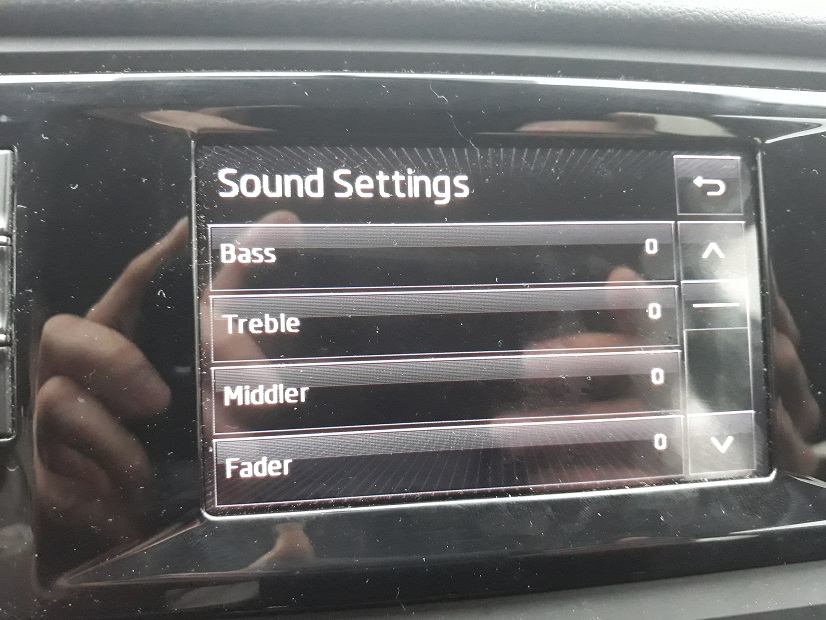 Sound Settings
Bass 0
Treble 0
Middler 0
Fader 0